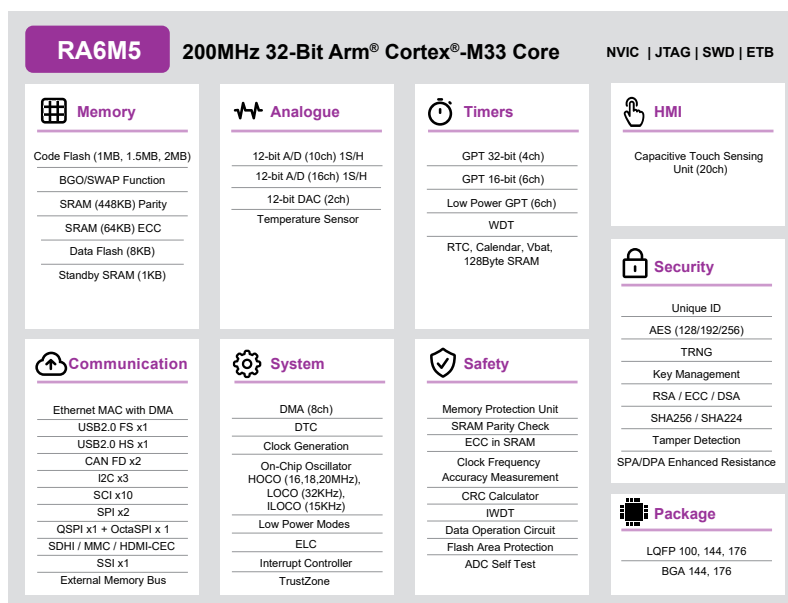 RA6M5
200MHz 32-Bit Arm® Cortex®-M33 Core
NVIC | JTAG | SWD | ETB
Memory
Code Flash (1MB, 1.5MB, 2MB)
BGO/SWAP Function
SRAM (448KB) Parity
SRAM (64KB) ECC
Data Flash (8KB)
Standby SRAM (1KB)
Analogue
12-bit A/D (10ch) 1S/H
12-bit A/D (16ch) 1S/H
12-bit DAC (2ch)
Temperature Sensor
Timers
GPT 32-bit (4ch)
GPT 16-bit (6ch)
Low Power GPT (6ch)
WDT
RTC, Calendar, Vbat,
128Byte SRAM
HMI
Capacitive Touch Sensing
Unit (20ch)
Security
Unique ID
AES (128/192/256)
TRNG
Key Management
RSA / ECC / DSA
SHA256 / SHA224
Tamper Detection
SPA/DPA Enhanced Resistance
Communication
Ethernet MAC with DMA
USB2.0 FS x1
USB2.0 HS x1
CAN FD x2
I2C x3
SCI x10
SPI x2
QSPI x1 + OctaSPI x 1
SDHI / MMC / HDMI-CEC
SSI x1
External Memory Bus
System
DMA (8ch)
DTC
Clock Generation
On-Chip Oscillator
HOCO (16,18,20MHz),
LOCO (32KHz),
ILOCO (15KHz)
Low Power Modes
ELC
Interrupt Controller
TrustZone
Safety
Memory Protection Unit
SRAM Parity Check
ECC in SRAM
Clock Frequency
Accuracy Measurement
CRC Calculator
IWDT
Data Operation Circuit
Flash Area Protection
ADC Self Test
Package
LQFP 100, 144, 176
BGA 144, 176